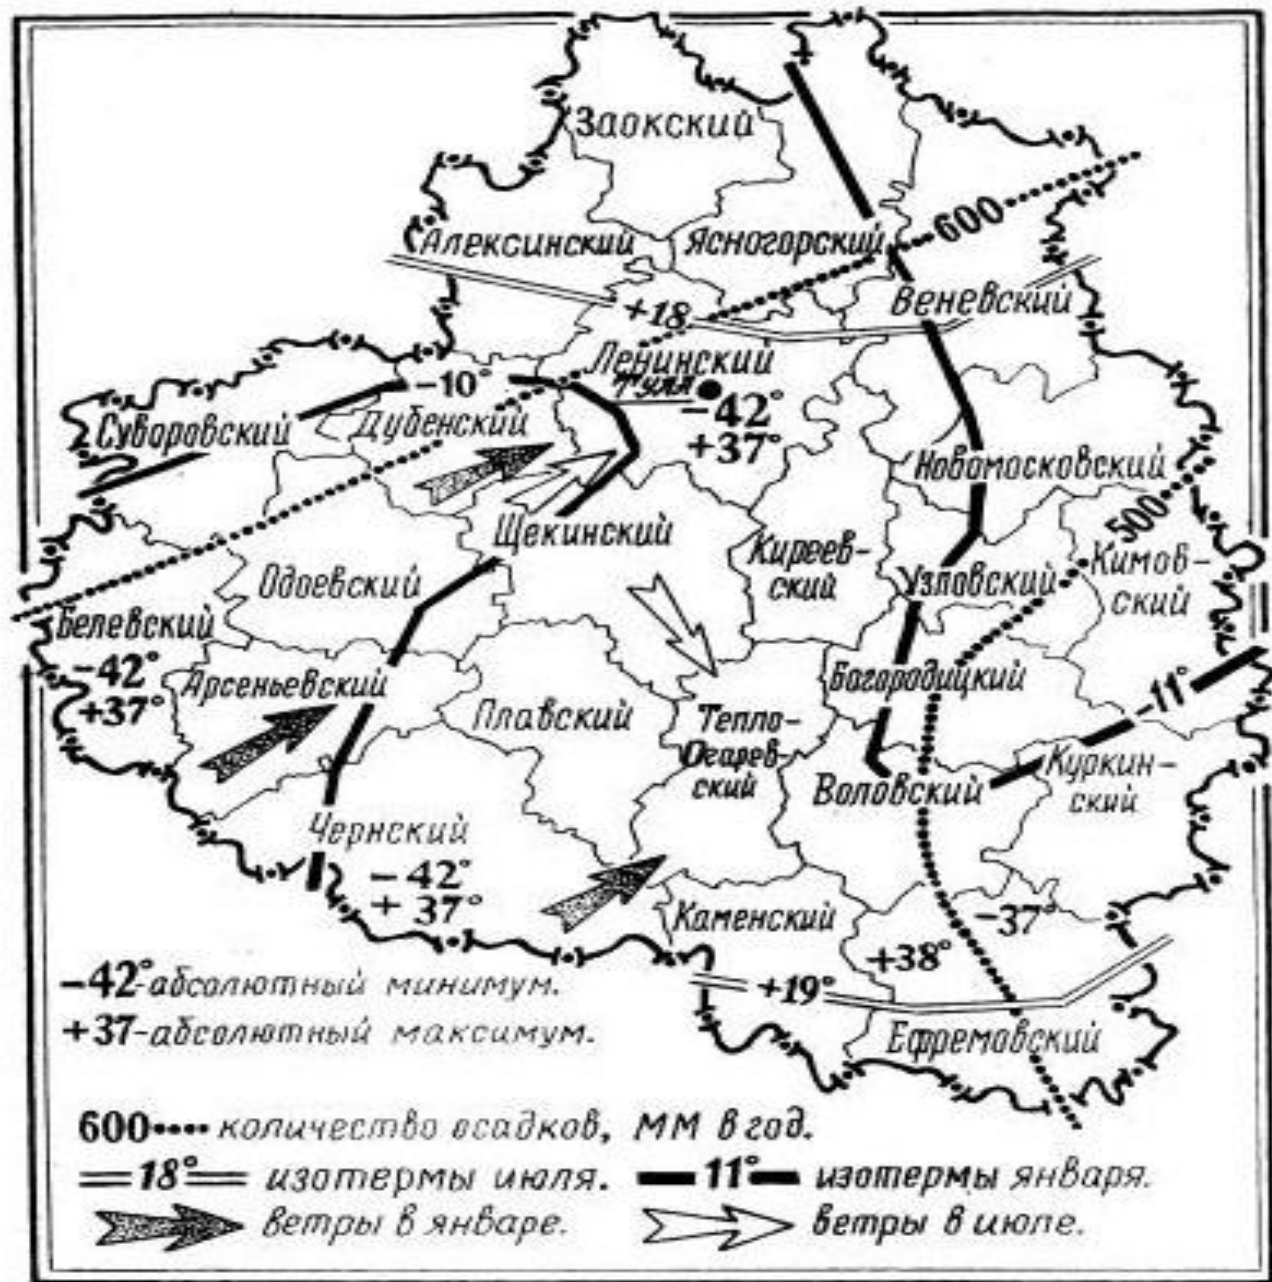 Заокский
Алексинский
Ясногорский
600
Веневский
+18
Ленинский
Тула
-42°
+37°
-10°
Суворовский
Дубенский
Новомосковский
500
Щекинский
Киреев-
ский
Узловский
Кимов-
ский
Одоевский
Белевский
-42°
+37°
Арсеньевский
Плавский
Тепло-
Огарев-
ский
Богородицкий
-11°
Воловский
Куркин-
ский
Чернский
-42°
+37°
Каменский
-37°
+38°
+19°
Ефремовский
-42°-абсолютный минимум.
+37-абсолютный максимум.
600 количество осадков, ММ в год.
18° изотермы июля. 11° изотермы января.
ветры в январе. ветры в июле.